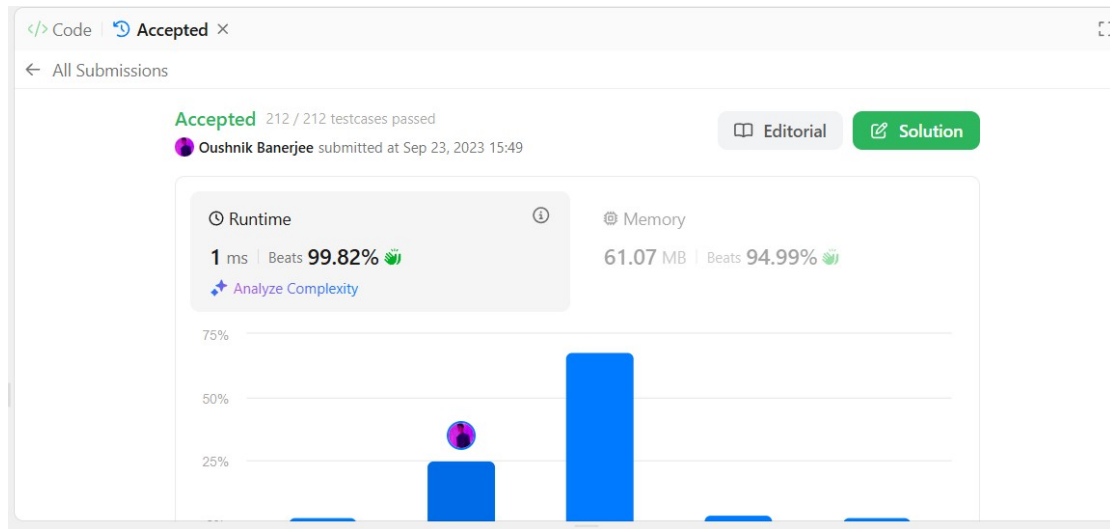 </> Code Accepted
All Submissions
Accepted 212 / 212 testcases passed
Editorial
Solution
Oushnik Banerjee submitted at Sep 23, 2023 15:49
Runtime
1 ms | Beats 99.82%
Analyze Complexity
Memory
61.07 MB | Beats 94.99%
75%
50%
25%